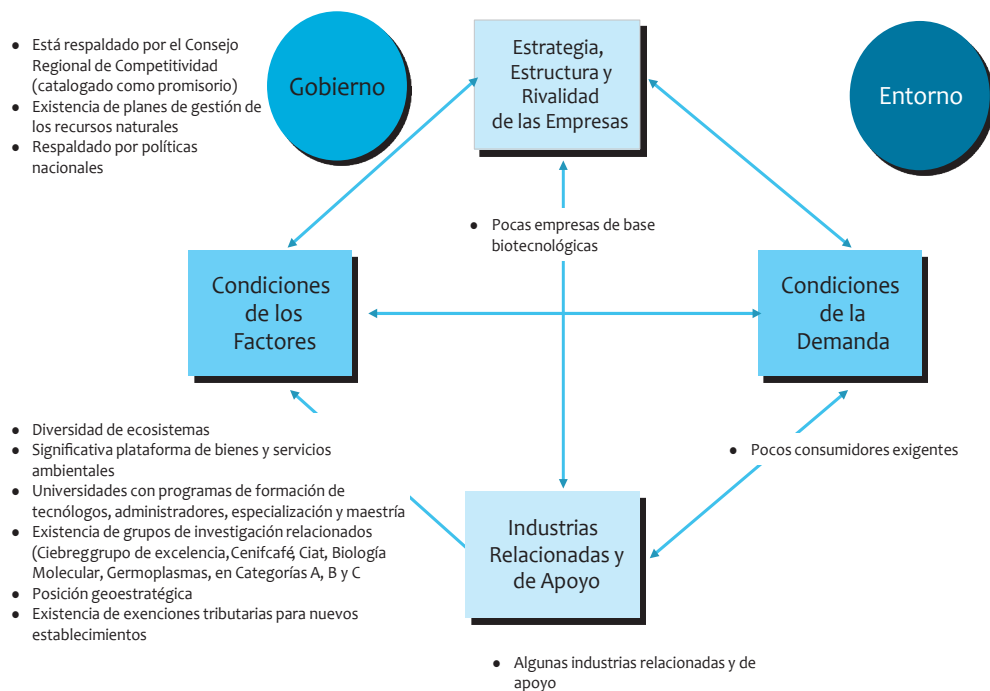 ● Está respaldado por el Consejo
Regional de Competitividad
(catalogado como promisorio)
● Existencia de planes de gestión de
los recursos naturales
● Respaldado por políticas
nacionales
Gobierno
Estrategia,
Estructura y
Rivalidad
de las Empresas
Entorno
● Pocas empresas de base
biotecnológicas
Condiciones
de los
Factores
Condiciones
de la
Demanda
● Diversidad de ecosistemas
● Significativa plataforma de bienes y servicios
ambientales
● Universidades con programas de formación de
tecnólogos, administradores, especialización y maestría
● Existencia de grupos de investigación relacionados
(Ciebreggrupo de excelencia, Cenifcafé, Ciat, Biología
Molecular, Germoplasmas, en Categorías A, B y C
● Posición geoestratégica
● Existencia de exenciones tributarias para nuevos
establecimientos
● Pocos consumidores exigentes
Industrias
Relacionadas y
de Apoyo
● Algunas industrias relacionadas y de
apoyo